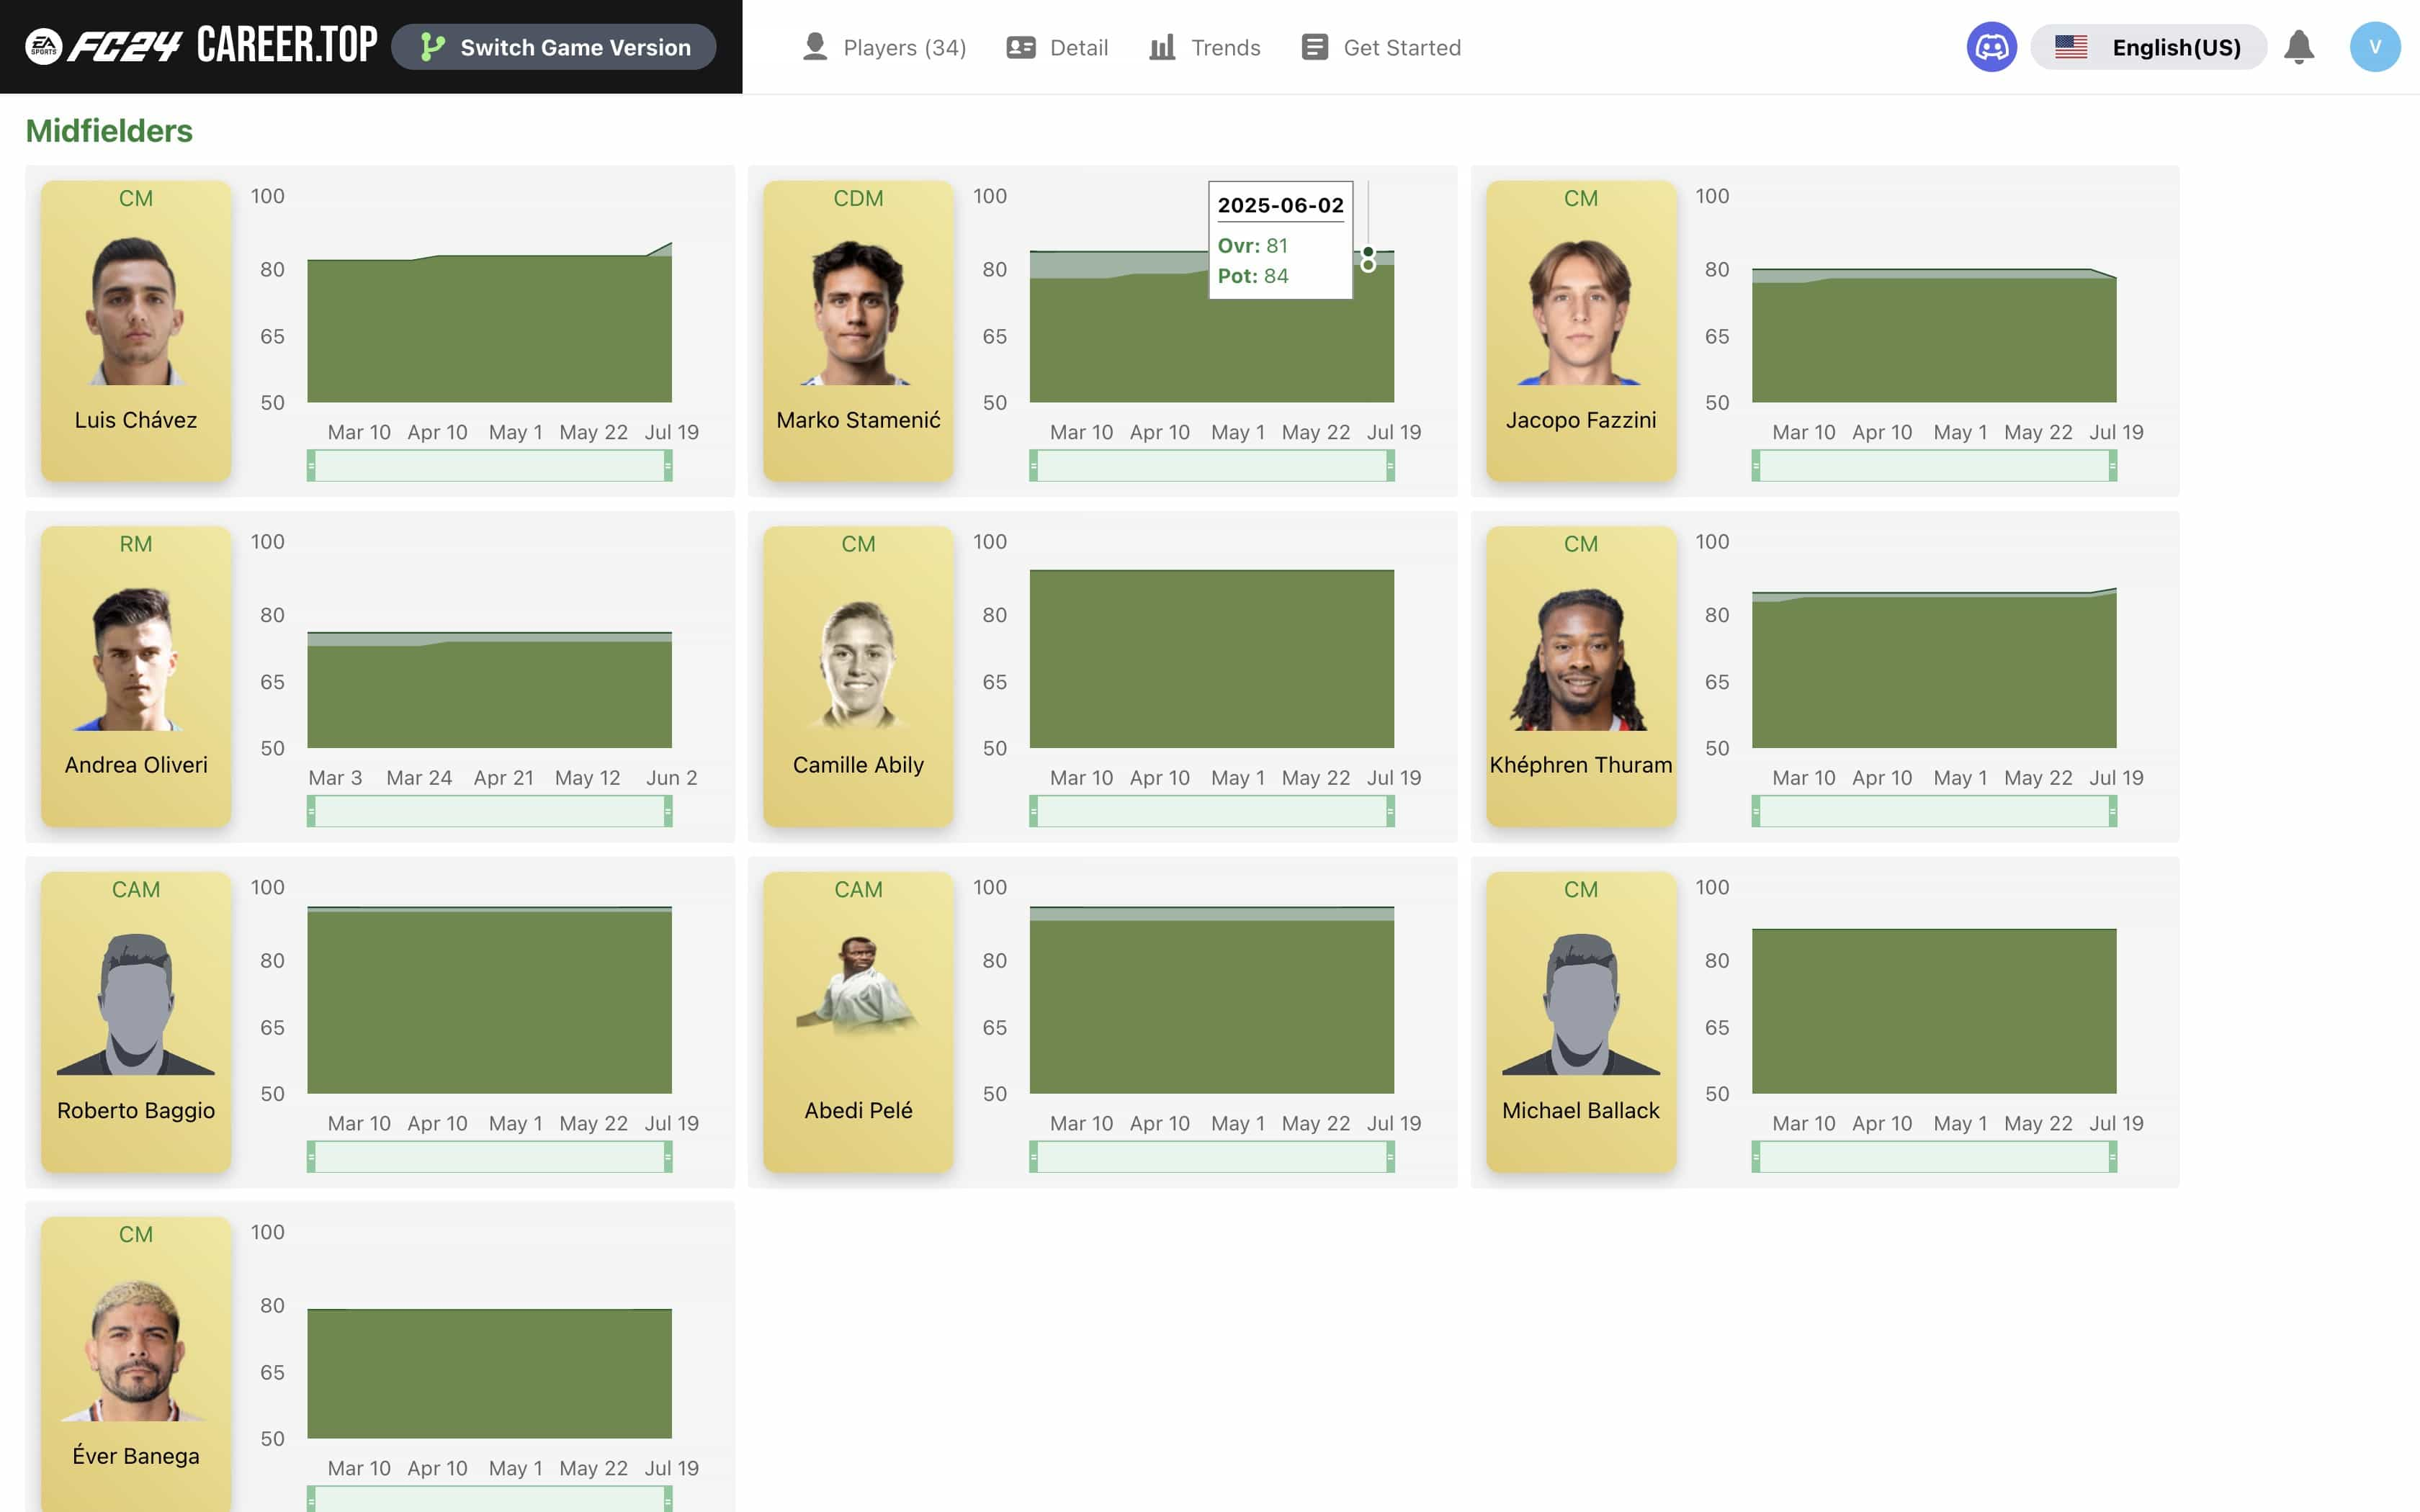 EA SPORTS FC24 CAREER.TOP Switch Game Version Players (34) Detail Trends Get Started English(US) V
Midfielders
CM
Luis Chávez
100
80
65
50
Mar 10 Apr 10 May 1 May 22 Jul 19
CDM
Marko Stamenić
100
80
65
50
2025-06-02
Ovr: 81
Pot: 84
Mar 10 Apr 10 May 1 May 22 Jul 19
CM
Jacopo Fazzini
100
80
65
50
Mar 10 Apr 10 May 1 May 22 Jul 19
RM
Andrea Oliveri
100
80
65
50
Mar 3 Mar 24 Apr 21 May 12 Jun 2
CM
Camille Abily
100
80
65
50
Mar 10 Apr 10 May 1 May 22 Jul 19
CM
Khéphren Thuram
100
80
65
50
Mar 10 Apr 10 May 1 May 22 Jul 19
CAM
Roberto Baggio
100
80
65
50
Mar 10 Apr 10 May 1 May 22 Jul 19
CAM
Abedi Pelé
100
80
65
50
Mar 10 Apr 10 May 1 May 22 Jul 19
CM
Michael Ballack
100
80
65
50
Mar 10 Apr 10 May 1 May 22 Jul 19
CM
Éver Banega
100
80
65
50
Mar 10 Apr 10 May 1 May 22 Jul 19